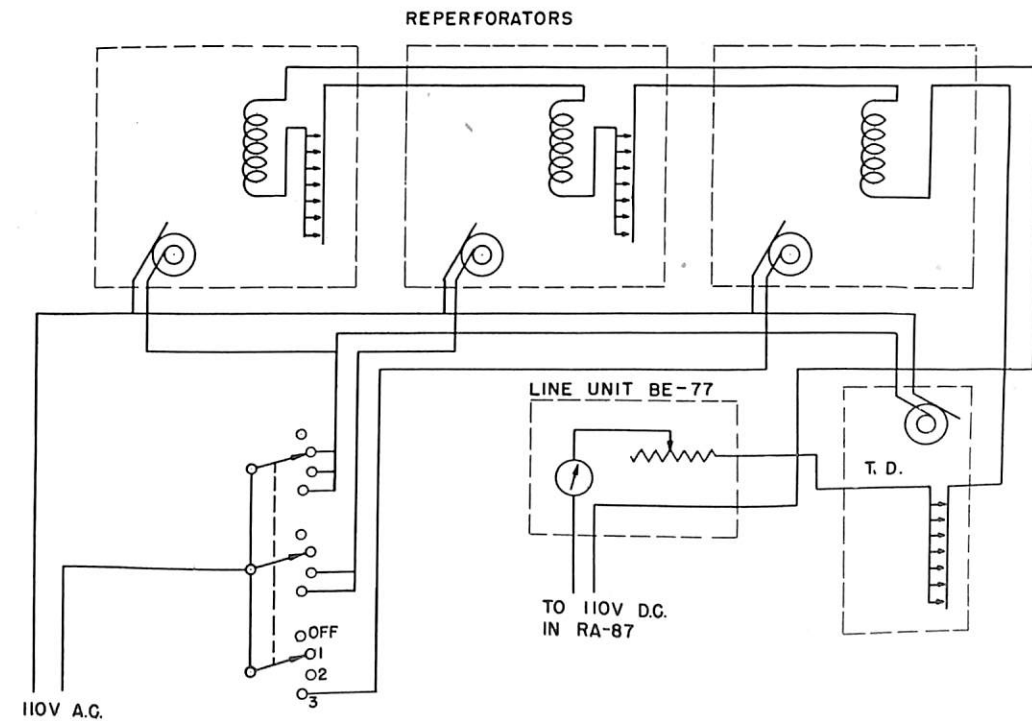 REPERFORATORS
LINE UNIT BE-77
T. D.
TO 110V D.C.
IN RA-87
OFF
1
2
3
110V A.C.